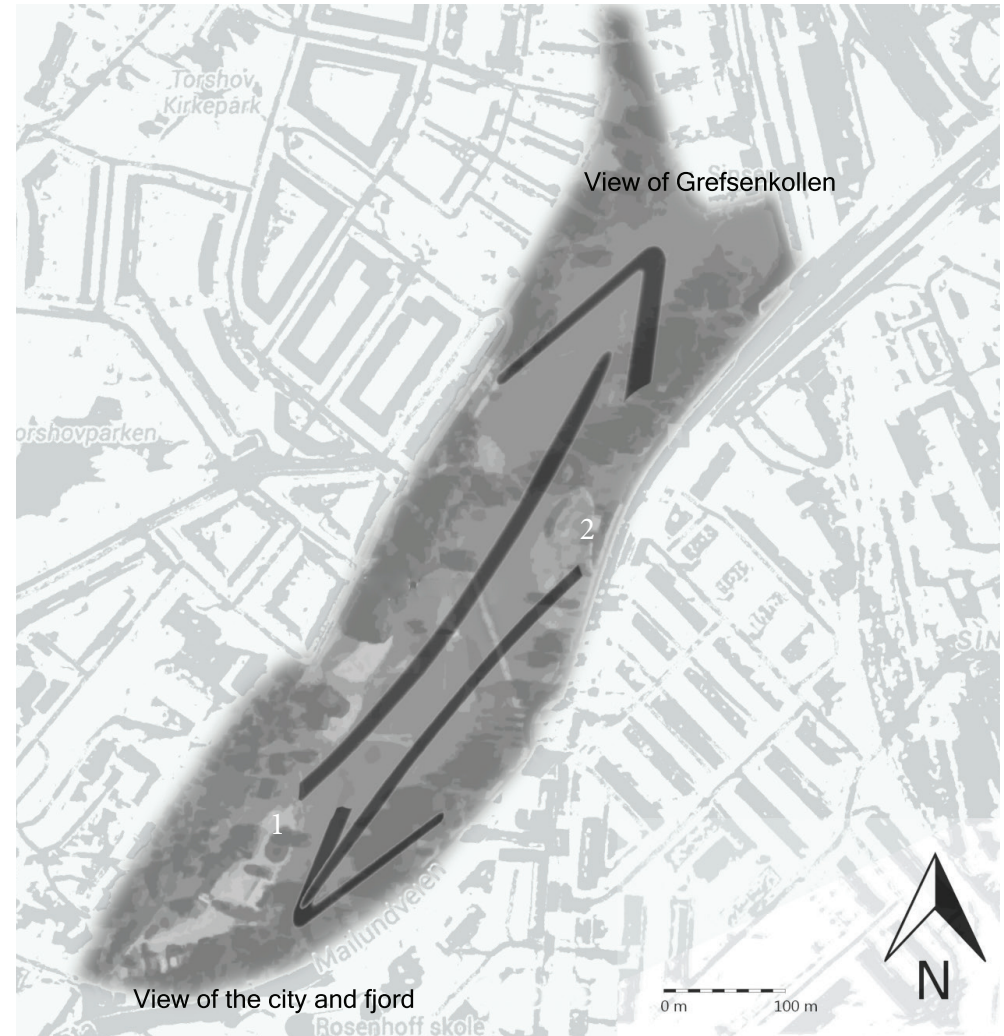 Torshov
Kirkepark
View of Grefsenkollen
orshovparken
2
SIN
1
Mailundveien
N
0 m 100 m
View of the city and fjord
Rosenhoff skole